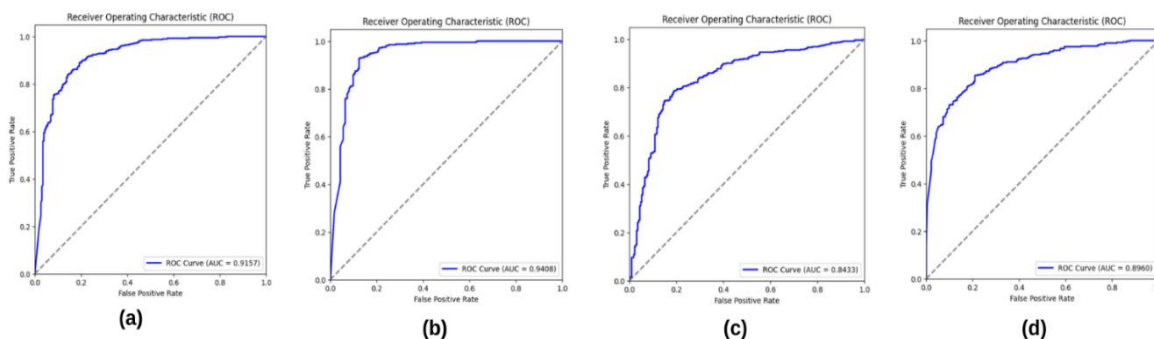 Receiver Operating Characteristic (ROC)
1.0
0.8
0.6
0.4
0.2
0.0
True Positive Rate
ROC Curve (AUC = 0.9157)
0.0 0.2 0.4 0.6 0.8 1.0
False Positive Rate
(a)
Receiver Operating Characteristic (ROC)
1.0
0.8
0.6
0.4
0.2
0.0
True Positive Rate
ROC Curve (AUC = 0.9408)
0.0 0.2 0.4 0.6 0.8 1.0
False Positive Rate
(b)
Receiver Operating Characteristic (ROC)
1.0
0.8
0.6
0.4
0.2
0.0
True Positive Rate
ROC Curve (AUC = 0.8433)
0.0 0.2 0.4 0.6 0.8 1.0
False Positive Rate
(c)
Receiver Operating Characteristic (ROC)
1.0
0.8
0.6
0.4
0.2
0.0
True Positive Rate
ROC Curve (AUC = 0.8960)
0.0 0.2 0.4 0.6 0.8
False Positive Rate
(d)